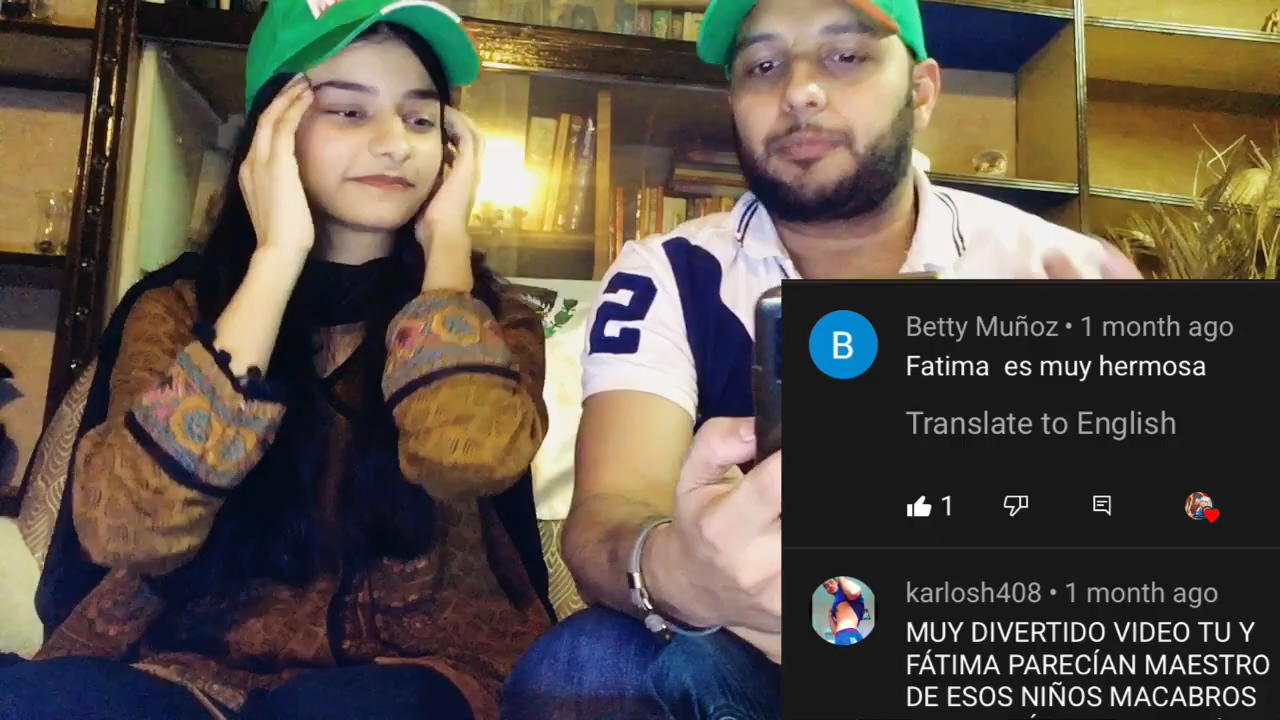 2
B
Betty Muñoz • 1 month ago
Fatima es muy hermosa
Translate to English
1
karlosh408 • 1 month ago
MUY DIVERTIDO VIDEO TU Y
FÁTIMA PARECÍAN MAESTRO
DE ESOS NIÑOS MACABROS